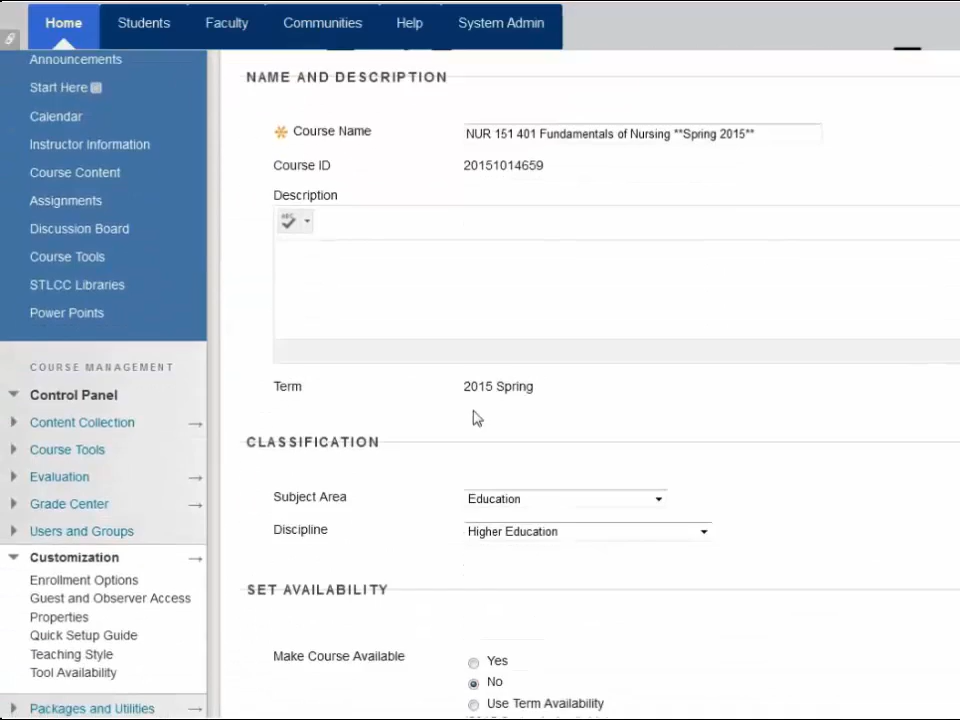 Home Students Faculty Communities Help System Admin
Announcements
Start Here
Calendar
Instructor Information
Course Content
Assignments
Discussion Board
Course Tools
STLCC Libraries
Power Points
COURSE MANAGEMENT
Control Panel
Content Collection
Course Tools
Evaluation
Grade Center
Users and Groups
Customization
Enrollment Options
Guest and Observer Access
Properties
Quick Setup Guide
Teaching Style
Tool Availability
Packages and Utilities
NAME AND DESCRIPTION
Course Name NUR 151 401 Fundamentals of Nursing **Spring 2015**
Course ID 20151014659
Description
ABC
Term 2015 Spring
CLASSIFICATION
Subject Area Education
Discipline Higher Education
SET AVAILABILITY
Make Course Available Yes
No
Use Term Availability